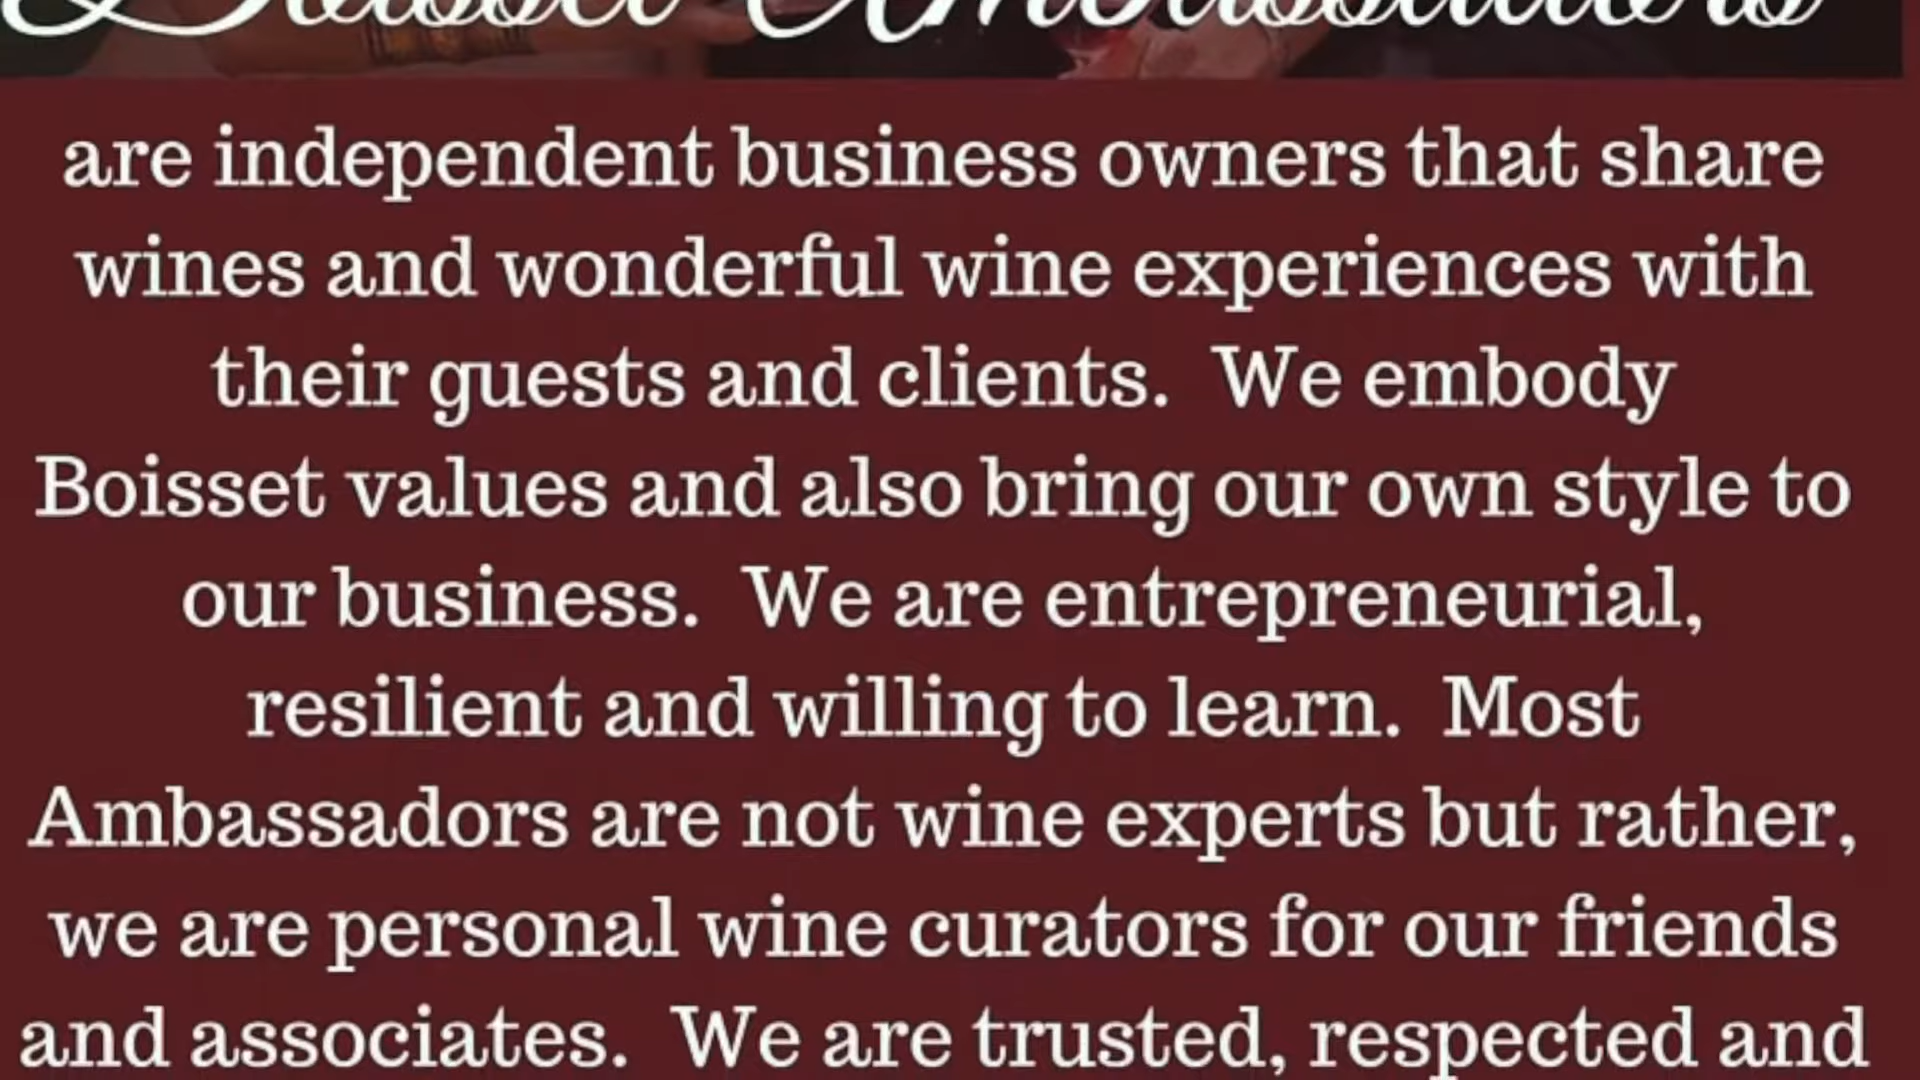 Boisset Ambassadors
are independent business owners that share
wines and wonderful wine experiences with
their guests and clients.  We embody
Boisset values and also bring our own style to
our business.  We are entrepreneurial,
resilient and willing to learn.  Most
Ambassadors are not wine experts but rather,
we are personal wine curators for our friends
and associates.  We are trusted, respected and